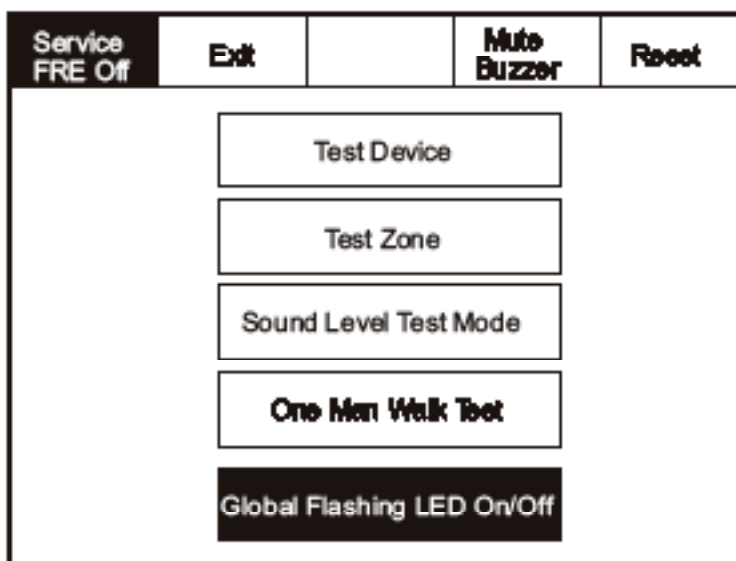 Service
FRE Off
Exit
Mute
Buzzer
Reset
Test Device
Test Zone
Sound Level Test Mode
One Man Walk Test
Global Flashing LED On/Off